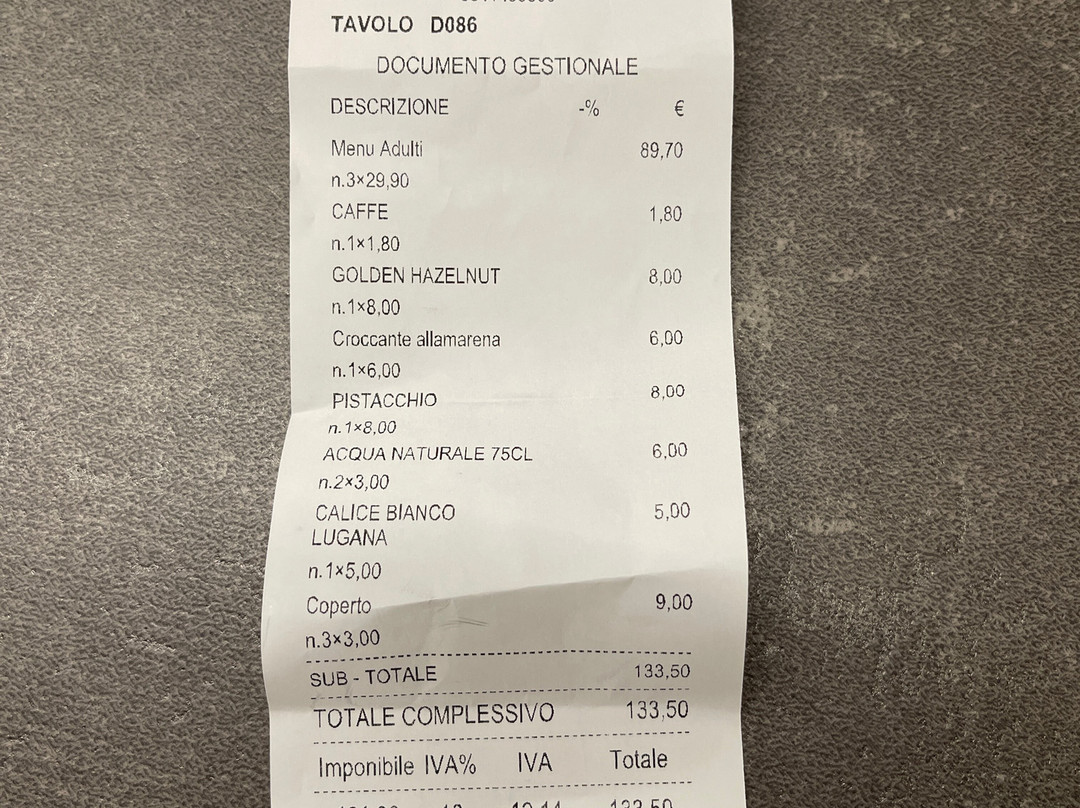 TAVOLO D086
DOCUMENTO GESTIONALE
DESCRIZIONE -% €
Menu Adulti 89,70
n.3×29,90
CAFFE 1,80
n.1×1,80
GOLDEN HAZELNUT 8,00
n.1×8,00
Croccante allamarena 6,00
n.1×6,00
PISTACCHIO 8,00
n.1×8,00
ACQUA NATURALE 75CL 6,00
n.2×3,00
CALICE BIANCO 5,00
LUGANA
n.1×5,00
Coperto 9,00
n.3×3,00
SUB - TOTALE 133,50
TOTALE COMPLESSIVO 133,50
Imponibile IVA% IVA Totale